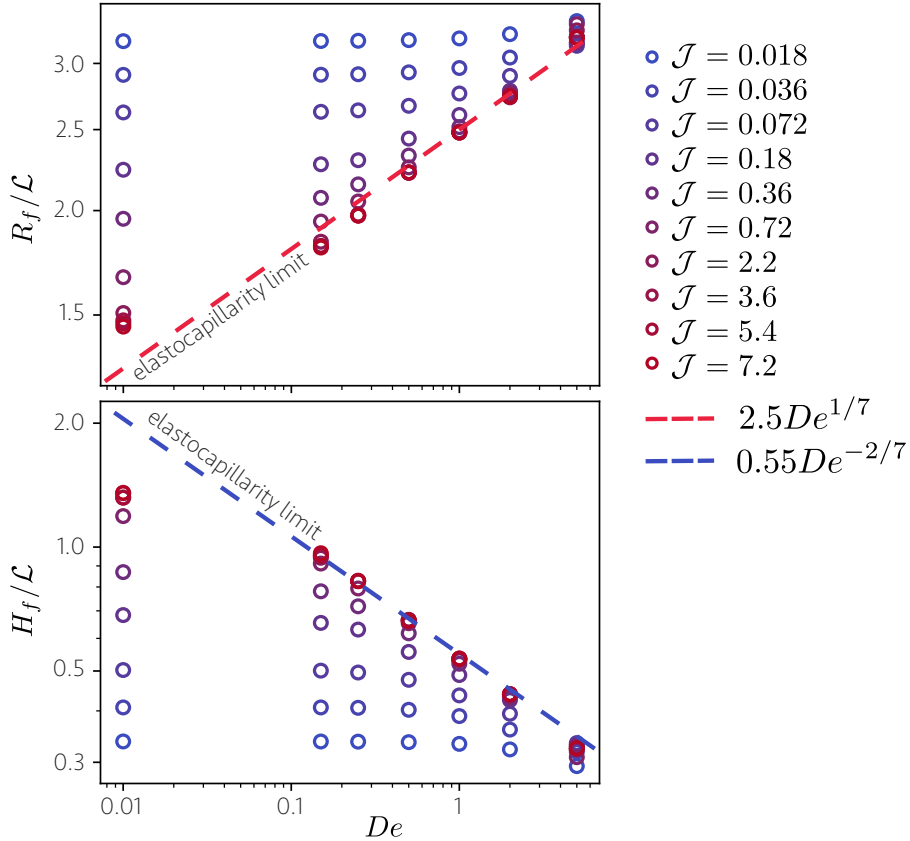 3.0
2.5
2.0
1.5
R_f/ℒ
elastocapillarity limit
2.0
1.0
0.5
0.3
H_f/ℒ
elastocapillarity limit
0.01
0.1
1
De
𝒥 = 0.018
𝒥 = 0.036
𝒥 = 0.072
𝒥 = 0.18
𝒥 = 0.36
𝒥 = 0.72
𝒥 = 2.2
𝒥 = 3.6
𝒥 = 5.4
𝒥 = 7.2
2.5De^{1/7}
0.55De^{-2/7}